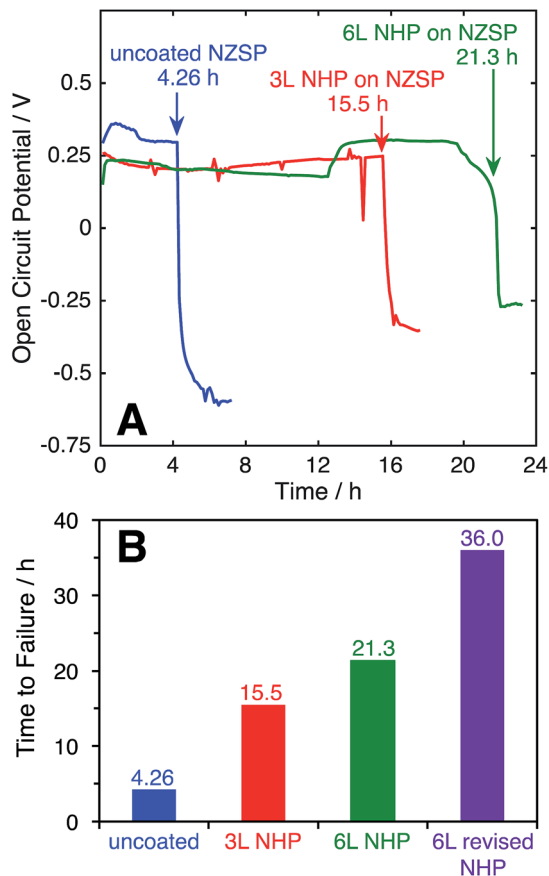 uncoated NZSP
4.26 h
6L NHP on NZSP
21.3 h
3L NHP on NZSP
15.5 h
Open Circuit Potential / V
0.5
0.25
0
-0.25
-0.5
-0.75
A
0 4 8 12 16 20 24
Time / h
B
Time to Failure / h
40
30
20
10
0
4.26
15.5
21.3
36.0
uncoated
3L NHP
6L NHP
6L revised
NHP